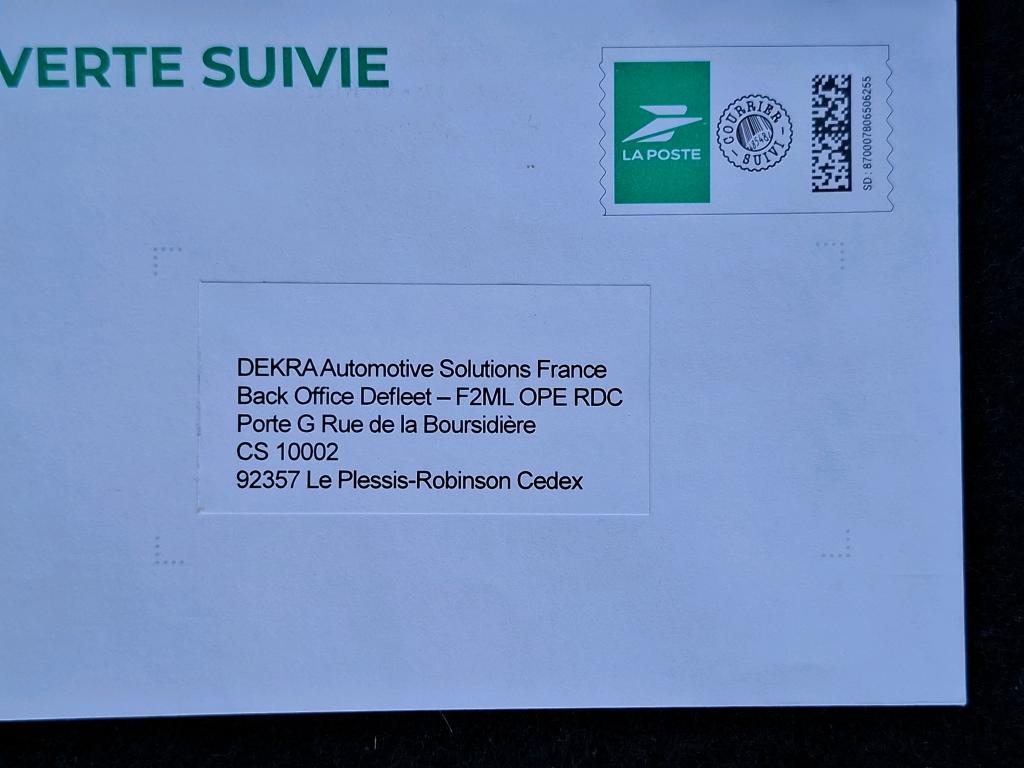 VERTE SUIVIE
LA POSTE
COURRIER
SUIVI
SD : 870007806506255
DEKRA Automotive Solutions France
Back Office Defleet – F2ML OPE RDC
Porte G Rue de la Boursidière
CS 10002
92357 Le Plessis-Robinson Cedex